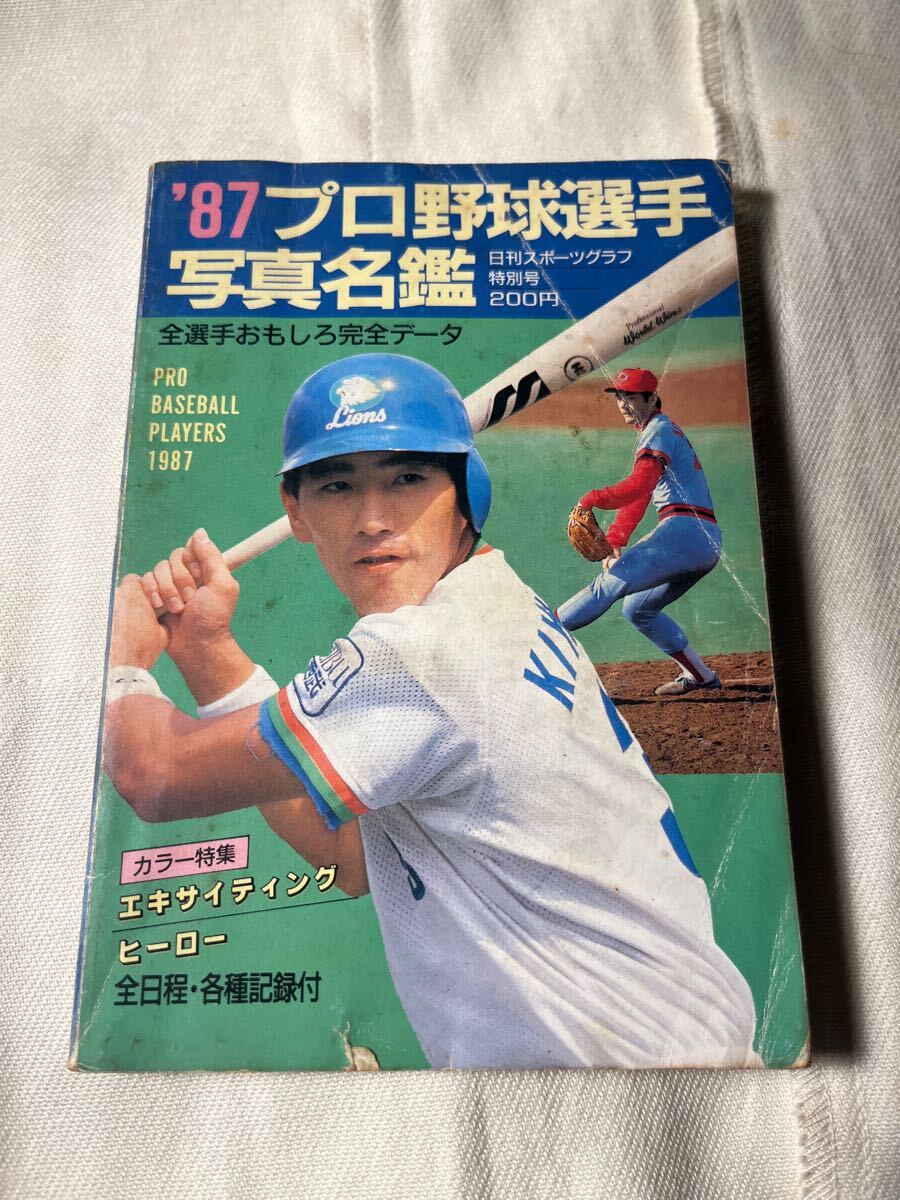 '87プロ野球選手
写真名鑑
日刊スポーツグラフ
特別号
200円
全選手おもしろ完全データ
PRO
BASEBALL
PLAYERS
1987
Professional
World Win
Lions
カラー特集
エキサイティング
ヒーロー
全日程・各種記録付